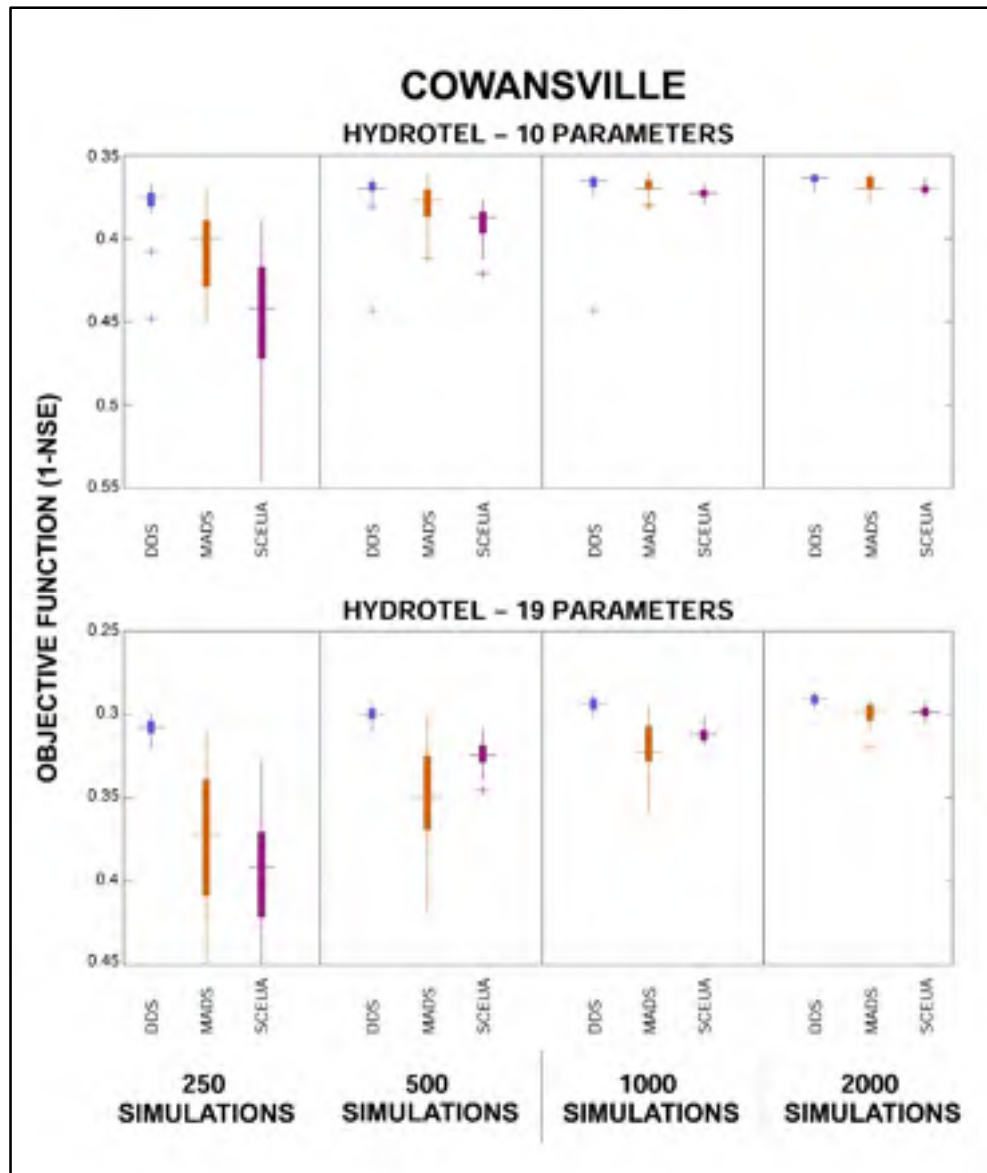 COWANSVILLE
HYDROTEL – 10 PARAMETERS
OBJECTIVE FUNCTION (1-NSE)
0.35
0.4
0.45
0.5
0.55
DDS
MADS
SCEUA
DDS
MADS
SCEUA
DDS
MADS
SCEUA
DDS
MADS
SCEUA
HYDROTEL – 19 PARAMETERS
0.25
0.3
0.35
0.4
0.45
DDS
MADS
SCEUA
DDS
MADS
SCEUA
DDS
MADS
SCEUA
DDS
MADS
SCEUA
250
SIMULATIONS
500
SIMULATIONS
1000
SIMULATIONS
2000
SIMULATIONS